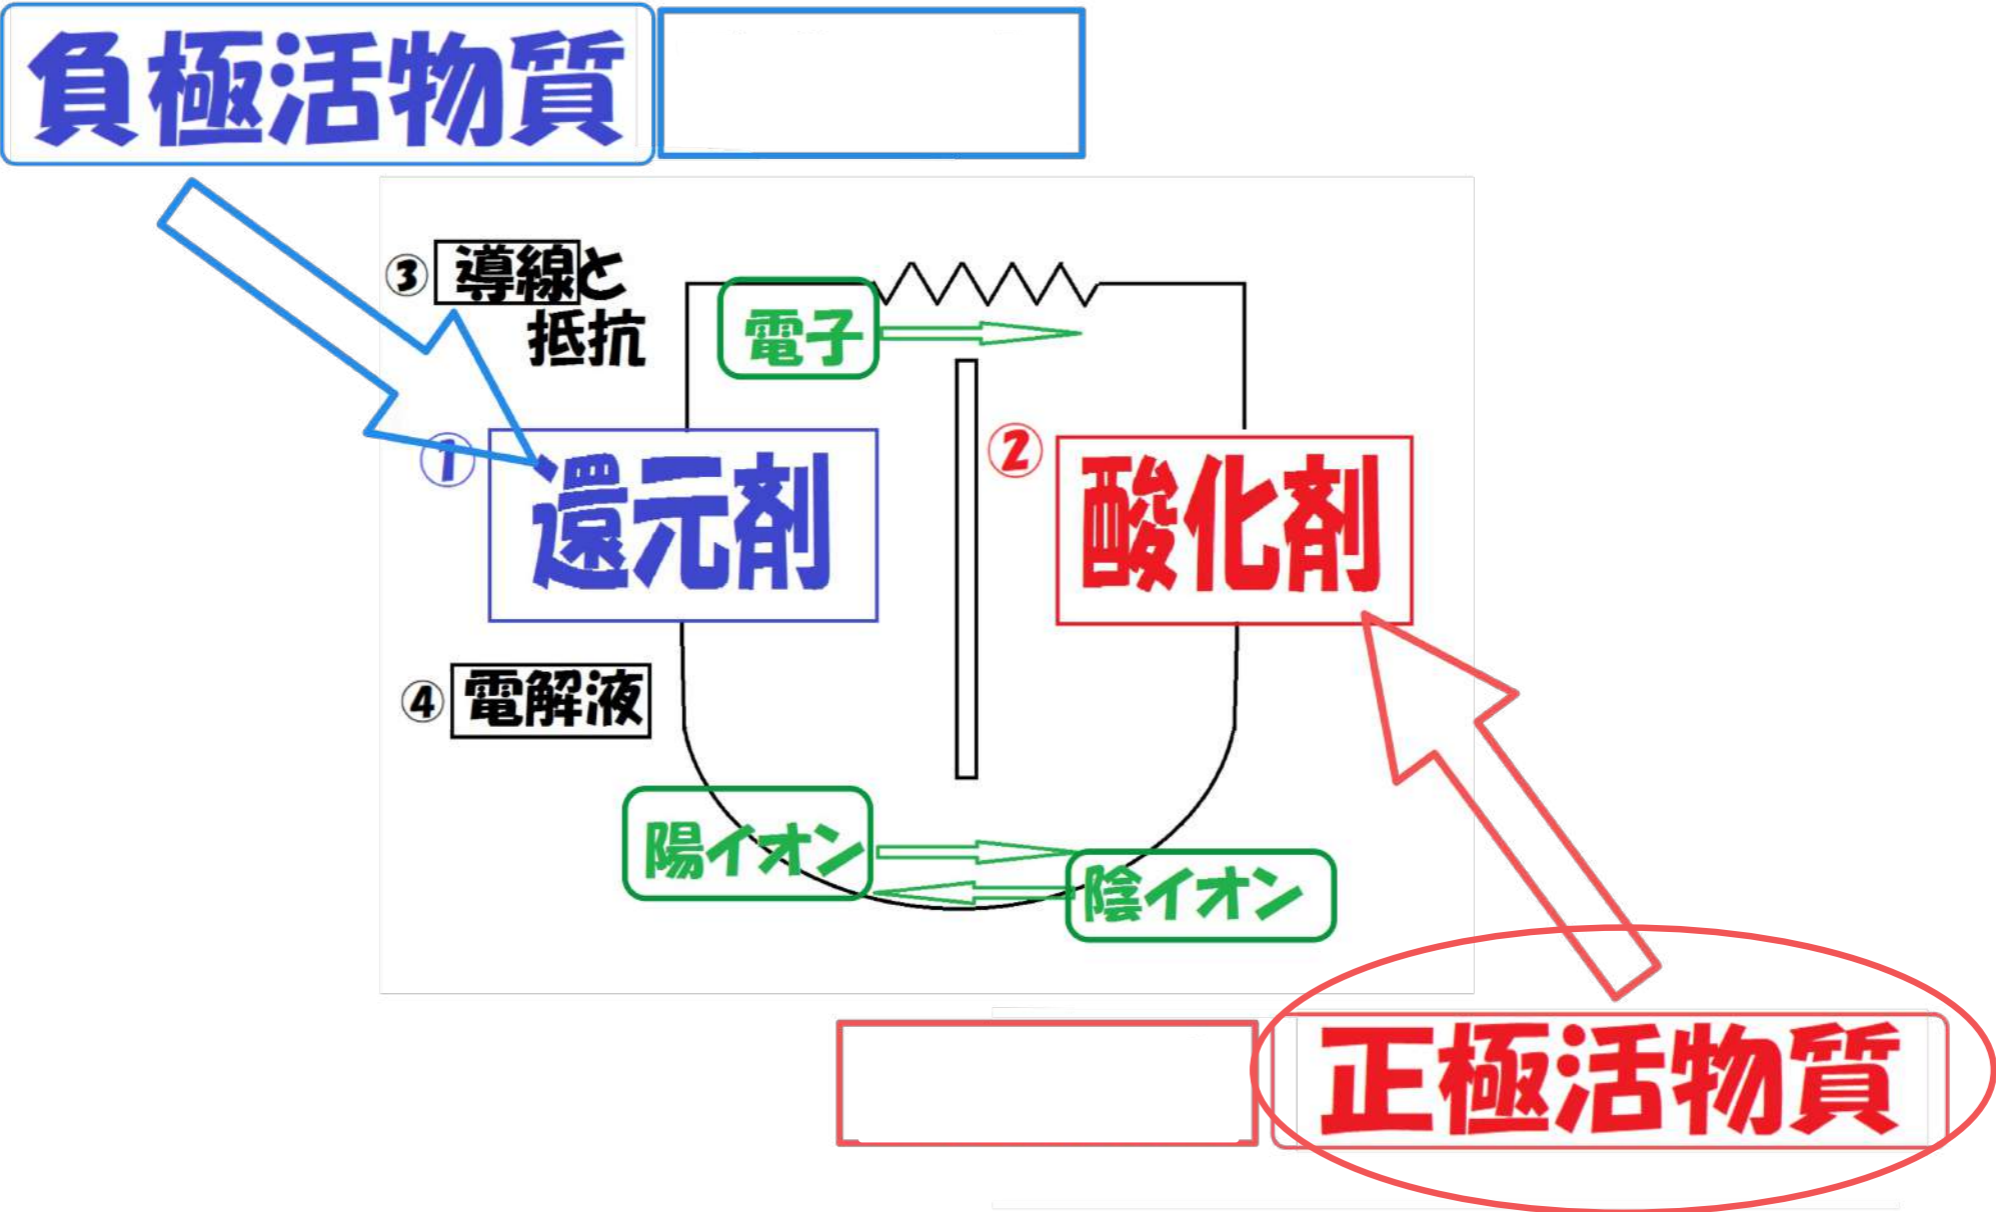 負極活物質
③ 導線と
抵抗
電子
① 還元剤
② 酸化剤
④ 電解液
陽イオン
陰イオン
正極活物質